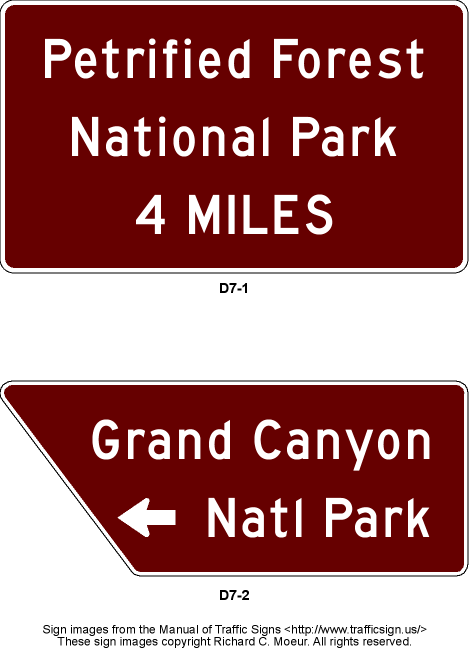 Petrified Forest
National Park
4 MILES
D7-1
Grand Canyon
Natl Park
D7-2
Sign images from the Manual of Traffic Signs <http://www.trafficsign.us/>
These sign images copyright Richard C. Moeur. All rights reserved.